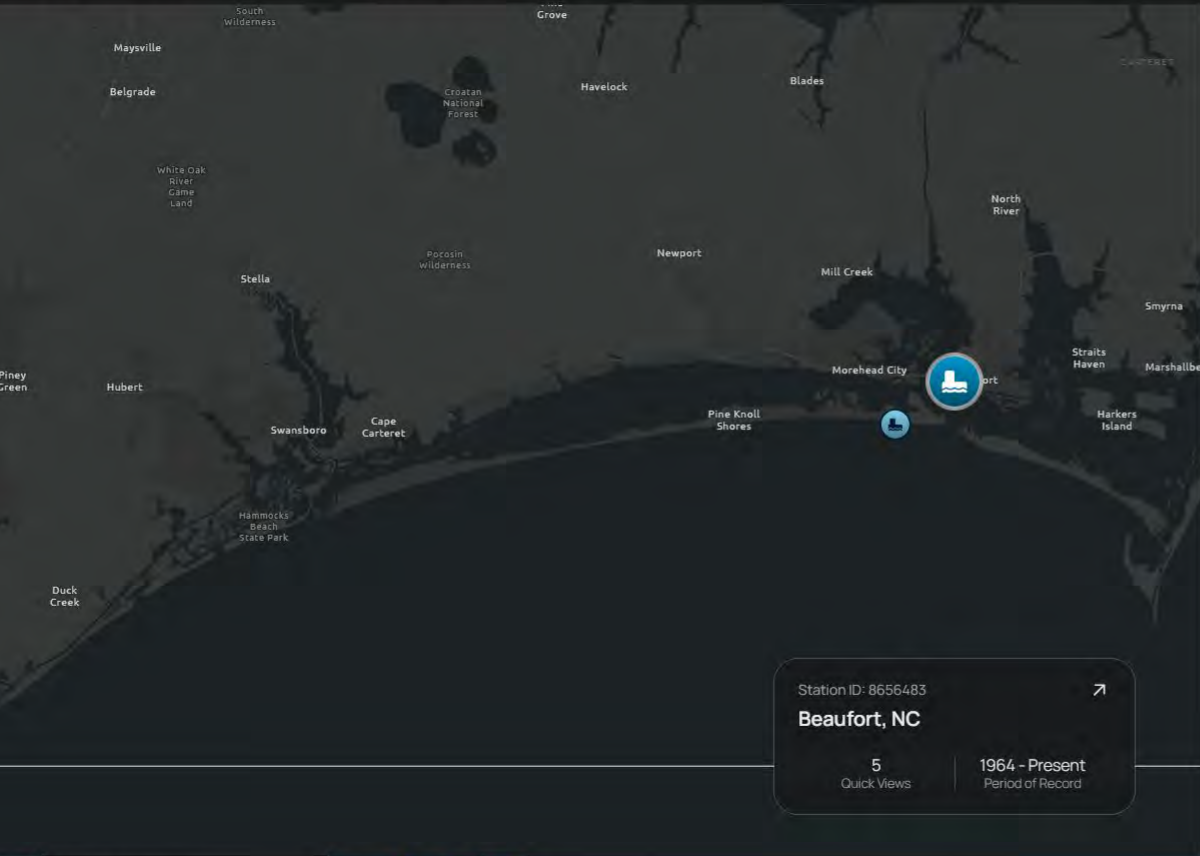 South
Wilderness
Grove
Maysville
Belgrade
Croatan
National
Forest
Havelock
Blades
CARTERET
White Oak
River
Game
Land
North
River
Pocosin
Wilderness
Newport
Mill Creek
Stella
Smyrna
Straits
Haven
Marshallbe
Piney
Green
Hubert
Morehead City
ort
Swansboro
Cape
Carteret
Pine Knoll
Shores
Harkers
Island
Hammocks
Beach
State Park
Duck
Creek
Station ID: 8656483
Beaufort, NC
5
Quick Views
1964 - Present
Period of Record